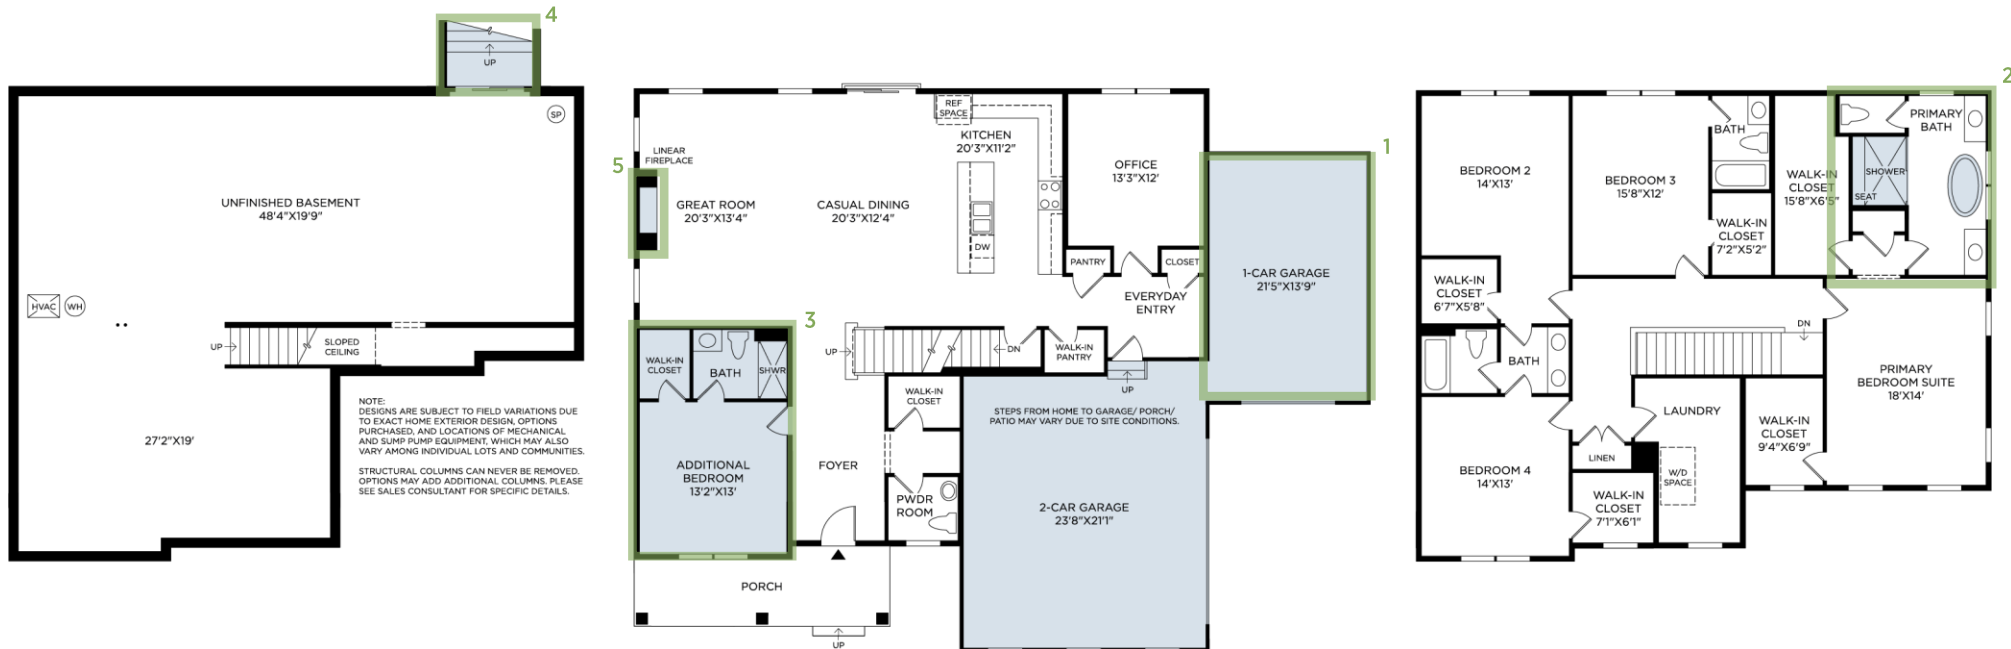 4
UP
SP
UNFINISHED BASEMENT
48'4"X19'9"
HVAC
WH
UP
SLOPED
CEILING
27'2"X19'
NOTE:
DESIGNS ARE SUBJECT TO FIELD VARIATIONS DUE
TO EXACT HOME EXTERIOR DESIGN, OPTIONS
PURCHASED, AND LOCATIONS OF MECHANICAL
AND SUMP PUMP EQUIPMENT, WHICH MAY ALSO
VARY AMONG INDIVIDUAL LOTS AND COMMUNITIES.
STRUCTURAL COLUMNS CAN NEVER BE REMOVED.
OPTIONS MAY ADD ADDITIONAL COLUMNS. PLEASE
SEE SALES CONSULTANT FOR SPECIFIC DETAILS.
REF
SPACE
KITCHEN
20'3"X11'2"
LINEAR
FIREPLACE
5
GREAT ROOM
20'3"X13'4"
CASUAL DINING
20'3"X12'4"
DW
OFFICE
13'3"X12'
PANTRY
CLOSET
EVERYDAY
ENTRY
1
1-CAR GARAGE
21'5"X13'9"
3
WALK-IN
CLOSET
BATH
SHWR
UP
DN
WALK-IN
PANTRY
UP
WALK-IN
CLOSET
STEPS FROM HOME TO GARAGE/ PORCH/
PATIO MAY VARY DUE TO SITE CONDITIONS.
ADDITIONAL
BEDROOM
13'2"X13'
FOYER
PWDR
ROOM
2-CAR GARAGE
23'8"X21'1"
PORCH
UP
2
BEDROOM 2
14'X13'
BEDROOM 3
15'8"X12'
BATH
WALK-IN
CLOSET
7'2"X5'2"
WALK-IN
CLOSET
15'8"X6'5"
PRIMARY
BATH
SHOWER
SEAT
WALK-IN
CLOSET
6'7"X5'8"
BATH
DN
PRIMARY
BEDROOM SUITE
18'X14'
LAUNDRY
WALK-IN
CLOSET
9'4"X6'9"
LINEN
W/D
SPACE
BEDROOM 4
14'X13'
WALK-IN
CLOSET
7'1"X6'1"